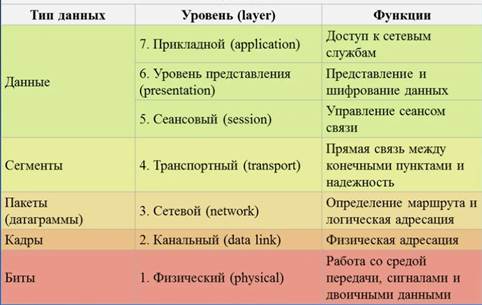 Тип данных
Уровень (layer)
Функции
Данные
7. Прикладной (application)
Доступ к сетевым
службам
6. Уровень представления
(presentation)
Представление и
шифрование данных
5. Сеансовый (session)
Управление сеансом
связи
Сегменты
4. Транспортный (transport)
Прямая связь между
конечными пунктами и
надежность
Пакеты
(датаграммы)
3. Сетевой (network)
Определение маршрута и
логическая адресация
Кадры
2. Канальный (data link)
Физическая адресация
Биты
1. Физический (physical)
Работа со средой
передачи, сигналами и
двоичными данными